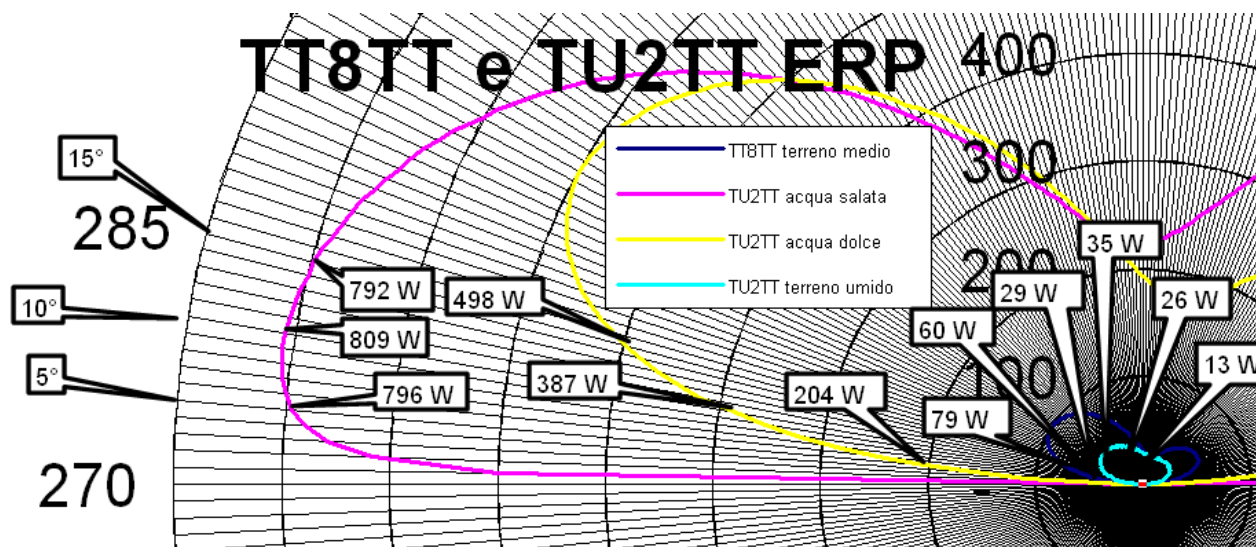 TT8TT e TU2TT ERP
400
15°
TT8TT terreno medio
300
285
TU2TT acqua salata
TU2TT acqua dolce
35 W
200
TU2TT terreno umido
792 W
498 W
29 W
26 W
10°
809 W
60 W
5°
796 W
387 W
204 W
100
13 W
79 W
270